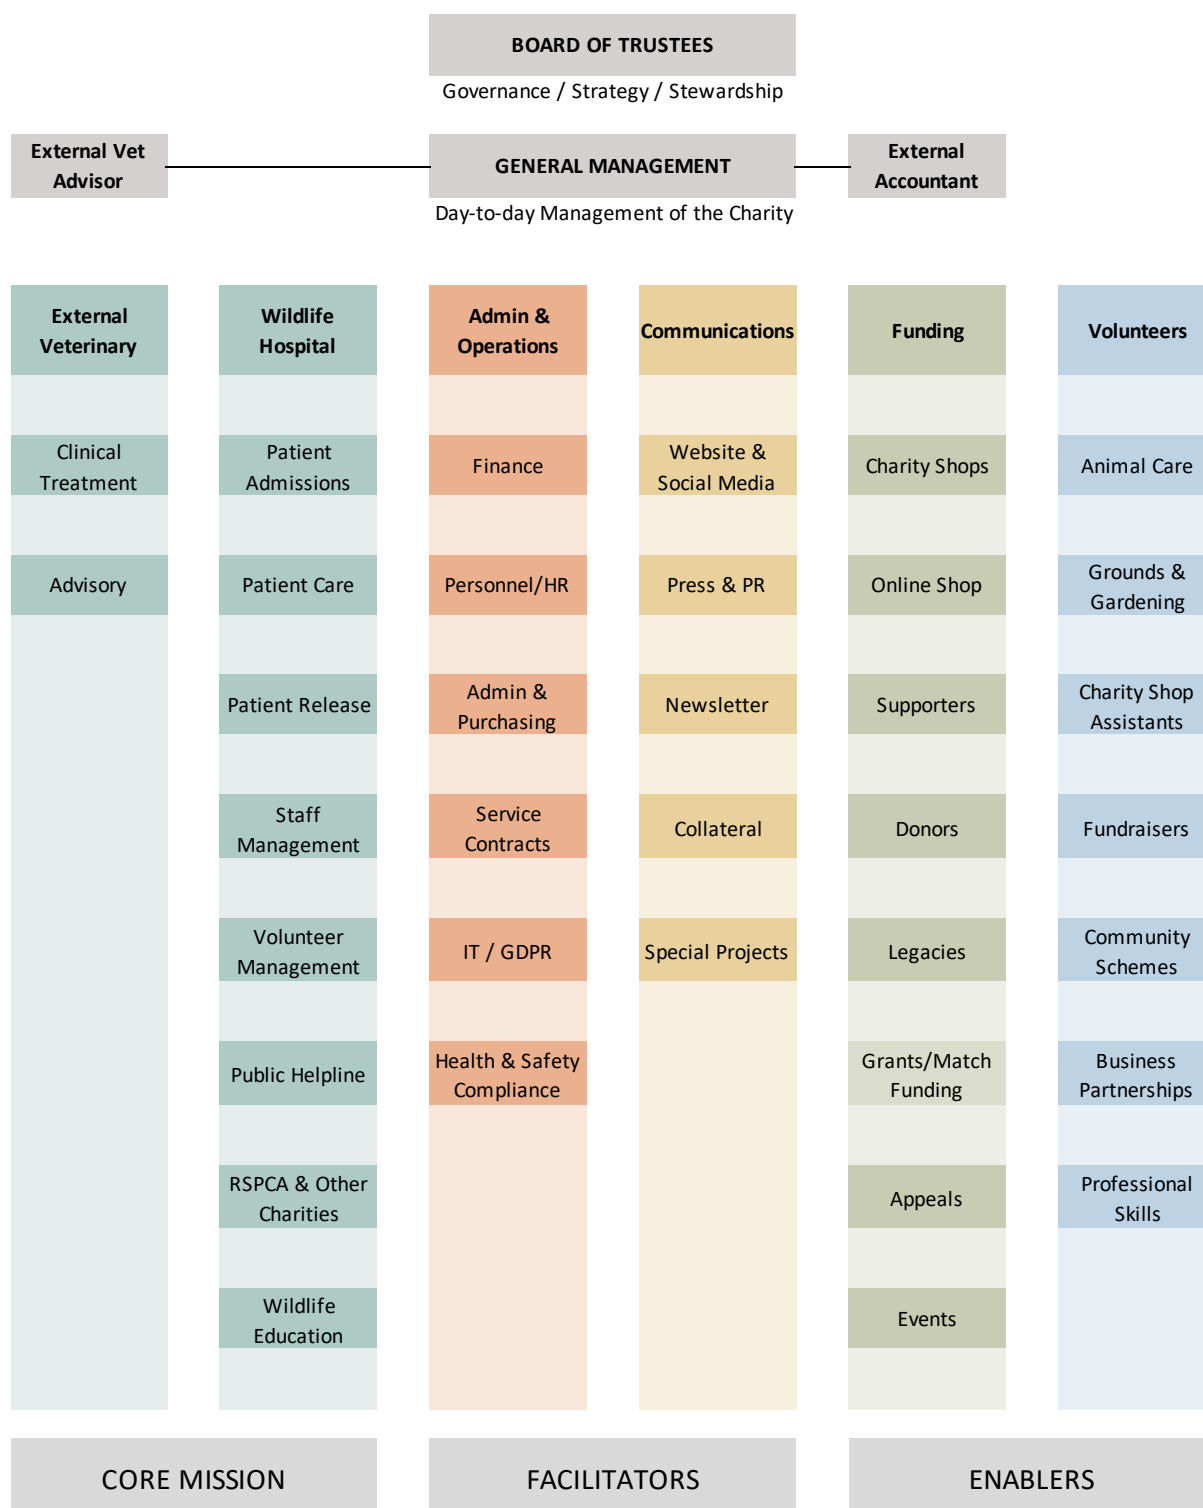 BOARD OF TRUSTEES
Governance / Strategy / Stewardship
External Vet
Advisor
GENERAL MANAGEMENT
External
Accountant
Day-to-day Management of the Charity
External
Veterinary
Clinical
Treatment
Advisory
Wildlife
Hospital
Patient
Admissions
Patient Care
Patient Release
Staff
Management
Volunteer
Management
Public Helpline
RSPCA & Other
Charities
Wildlife
Education
Admin &
Operations
Finance
Personnel/HR
Admin &
Purchasing
Service
Contracts
IT / GDPR
Health & Safety
Compliance
Communications
Website &
Social Media
Press & PR
Newsletter
Collateral
Special Projects
Funding
Charity Shops
Online Shop
Supporters
Donors
Legacies
Grants/Match
Funding
Appeals
Events
Volunteers
Animal Care
Grounds &
Gardening
Charity Shop
Assistants
Fundraisers
Community
Schemes
Business
Partnerships
Professional
Skills
CORE MISSION
FACILITATORS
ENABLERS